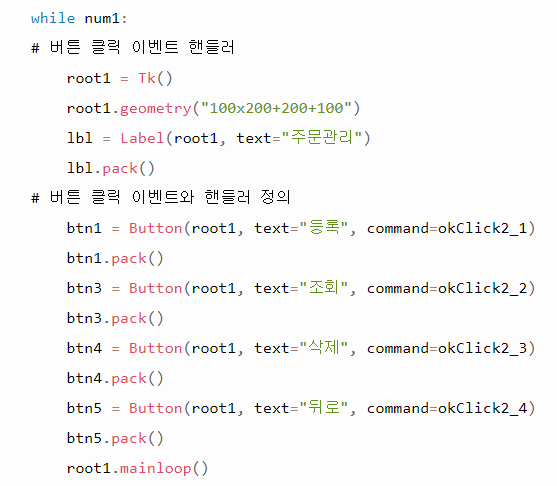 while num1:
# 버튼 클릭 이벤트 핸들러
    root1 = Tk()
    root1.geometry("100x200+200+100")
    lbl = Label(root1, text="주문관리")
    lbl.pack()
# 버튼 클릭 이벤트와 핸들러 정의
    btn1 = Button(root1, text="등록", command=okClick2_1)
    btn1.pack()
    btn3 = Button(root1, text="조회", command=okClick2_2)
    btn3.pack()
    btn4 = Button(root1, text="삭제", command=okClick2_3)
    btn4.pack()
    btn5 = Button(root1, text="뒤로", command=okClick2_4)
    btn5.pack()
    root1.mainloop()